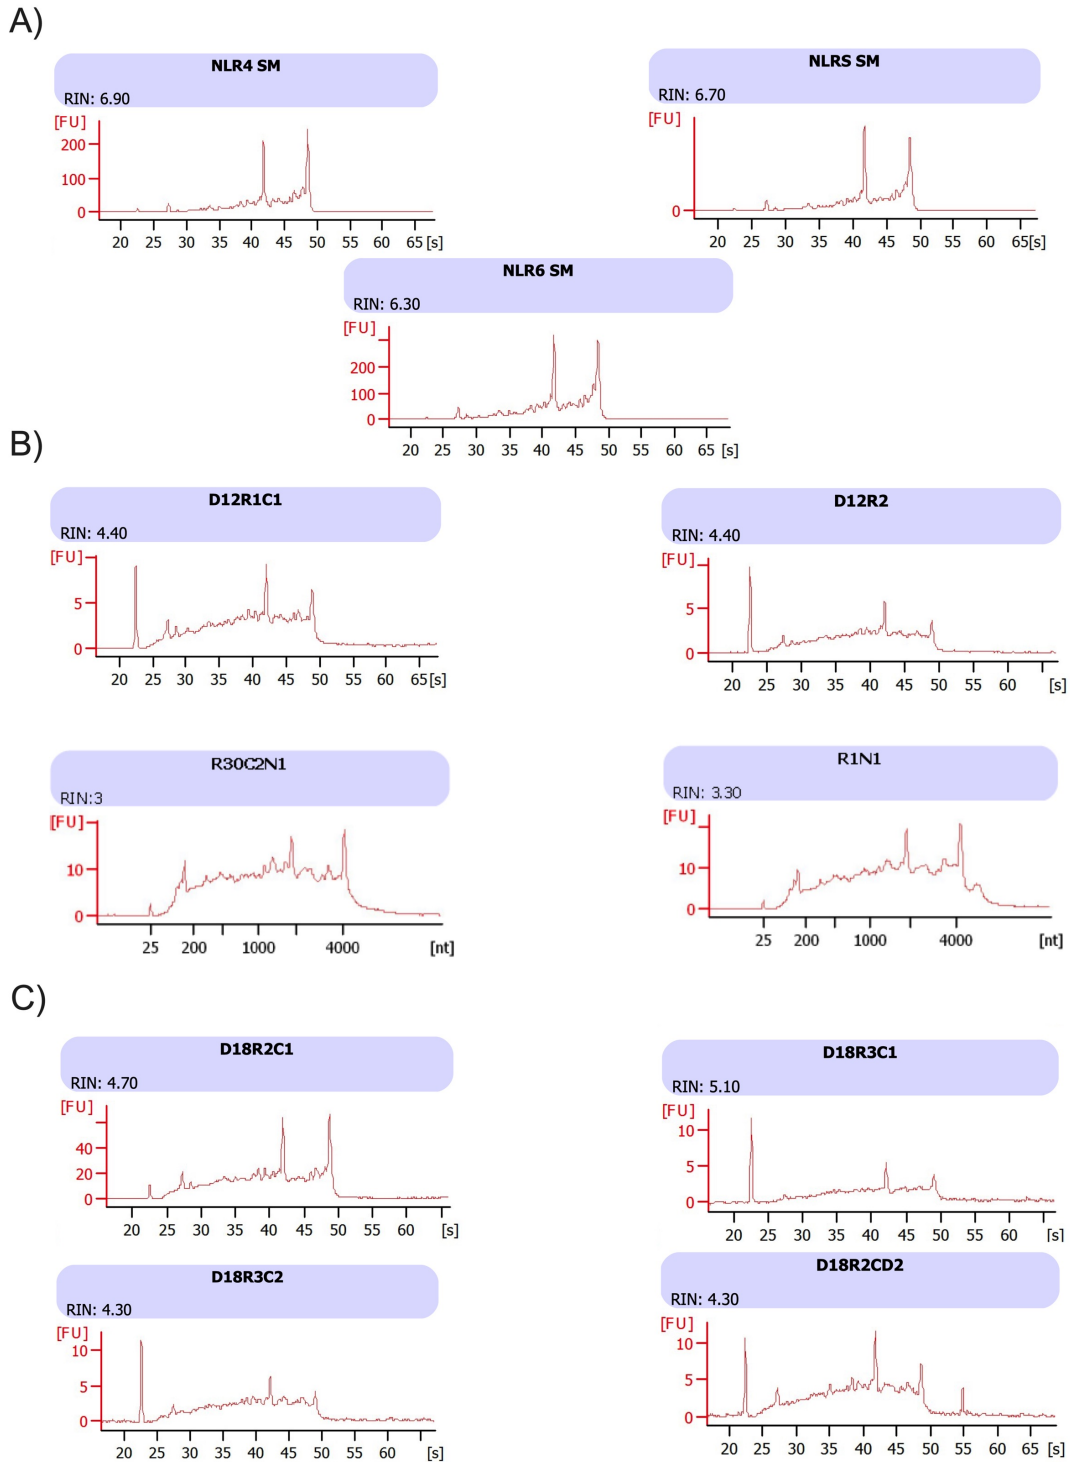 A)
NLR4 SM
RIN: 6.90
[FU]
200
100
0
20 25 30 35 40 45 50 55 60 65 [s]
NLRS SM
RIN: 6.70
[FU]
0
20 25 30 35 40 45 50 55 60 65[s]
NLR6 SM
RIN: 6.30
[FU]
200
100
0
20 25 30 35 40 45 50 55 60 65 [s]
B)
D12R1C1
RIN: 4.40
[FU]
5
0
20 25 30 35 40 45 50 55 60 65[s]
D12R2
RIN: 4.40
[FU]
5
0
20 25 30 35 40 45 50 55 60 [s]
R30C2N1
RIN:3
[FU]
10
0
25 200 1000 4000 [nt]
R1N1
RIN: 3.30
[FU]
10
0
25 200 1000 4000 [nt]
C)
D18R2C1
RIN: 4.70
[FU]
40
20
0
20 25 30 35 40 45 50 55 60 [s]
D18R3C1
RIN: 5.10
[FU]
10
5
0
20 25 30 35 40 45 50 55 60 [s]
D18R3C2
RIN: 4.30
[FU]
10
5
0
20 25 30 35 40 45 50 55 60 [s]
D18R2CD2
RIN: 4.30
[FU]
10
5
0
20 25 30 35 40 45 50 55 60 65 [s]